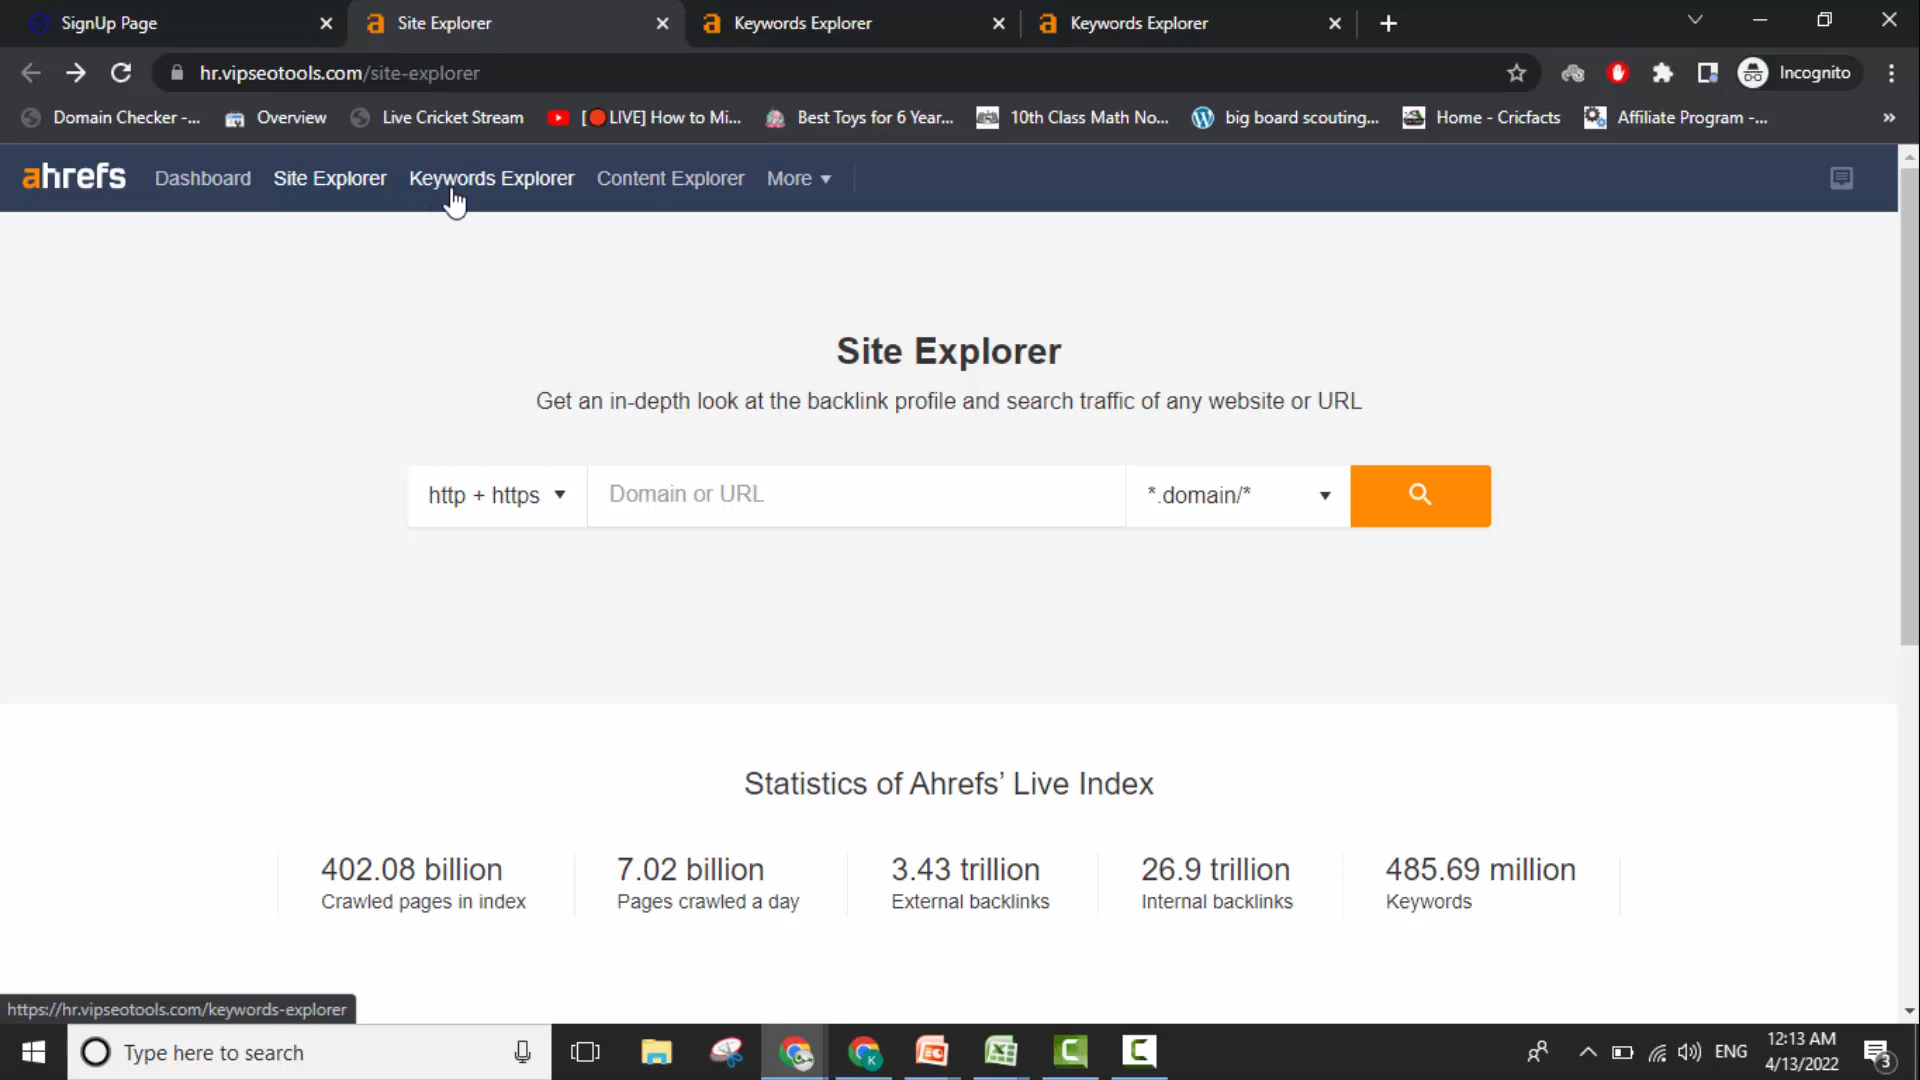 SignUp Page
Site Explorer
Keywords Explorer
Keywords Explorer
hr.vipseotools.com/site-explorer
Incognito
Domain Checker -...
Overview
Live Cricket Stream
[🔴LIVE] How to Mi...
Best Toys for 6 Year...
10th Class Math No...
big board scouting...
Home - Cricfacts
Affiliate Program -...
»
ahrefs
Dashboard
Site Explorer
Keywords Explorer
Content Explorer
More
Site Explorer
Get an in-depth look at the backlink profile and search traffic of any website or URL
http + https
Domain or URL
*.domain/*
Statistics of Ahrefs’ Live Index
402.08 billion
Crawled pages in index
7.02 billion
Pages crawled a day
3.43 trillion
External backlinks
26.9 trillion
Internal backlinks
485.69 million
Keywords
https://hr.vipseotools.com/keywords-explorer
Type here to search
ENG
12:13 AM
4/13/2022
3